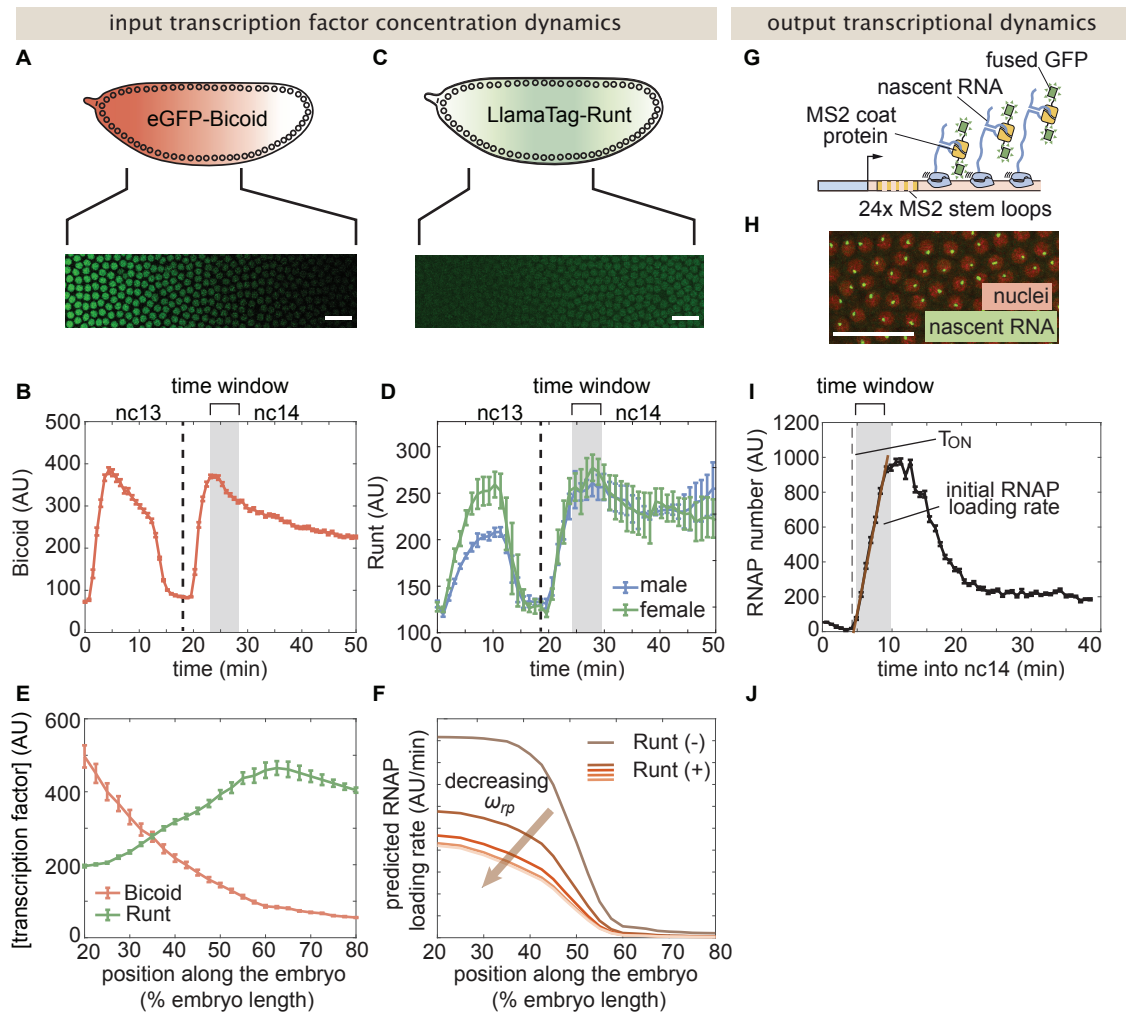 input transcription factor concentration dynamics
output transcriptional dynamics
A
eGFP-Bicoid
C
LlamaTag-Runt
G
fused GFP
nascent RNA
MS2 coat
protein
24x MS2 stem loops
H
nuclei
nascent RNA
B
time window
nc13
nc14
500
400
300
200
100
0
Bicoid (AU)
0 10 20 30 40 50
time (min)
D
time window
nc13
nc14
300
250
200
150
100
Runt (AU)
male
female
0 10 20 30 40 50
time (min)
I
time window
1200
1000
800
600
400
200
0
RNAP number (AU)
TON
initial RNAP
loading rate
0 10 20 30 40
time into nc14 (min)
E
600
400
200
0
[transcription factor] (AU)
Bicoid
Runt
20 30 40 50 60 70 80
position along the embryo
(% embryo length)
F
predicted RNAP
loading rate (AU/min)
Runt (-)
Runt (+)
decreasing
ωrp
20 30 40 50 60 70 80
position along the embryo
(% embryo length)
J